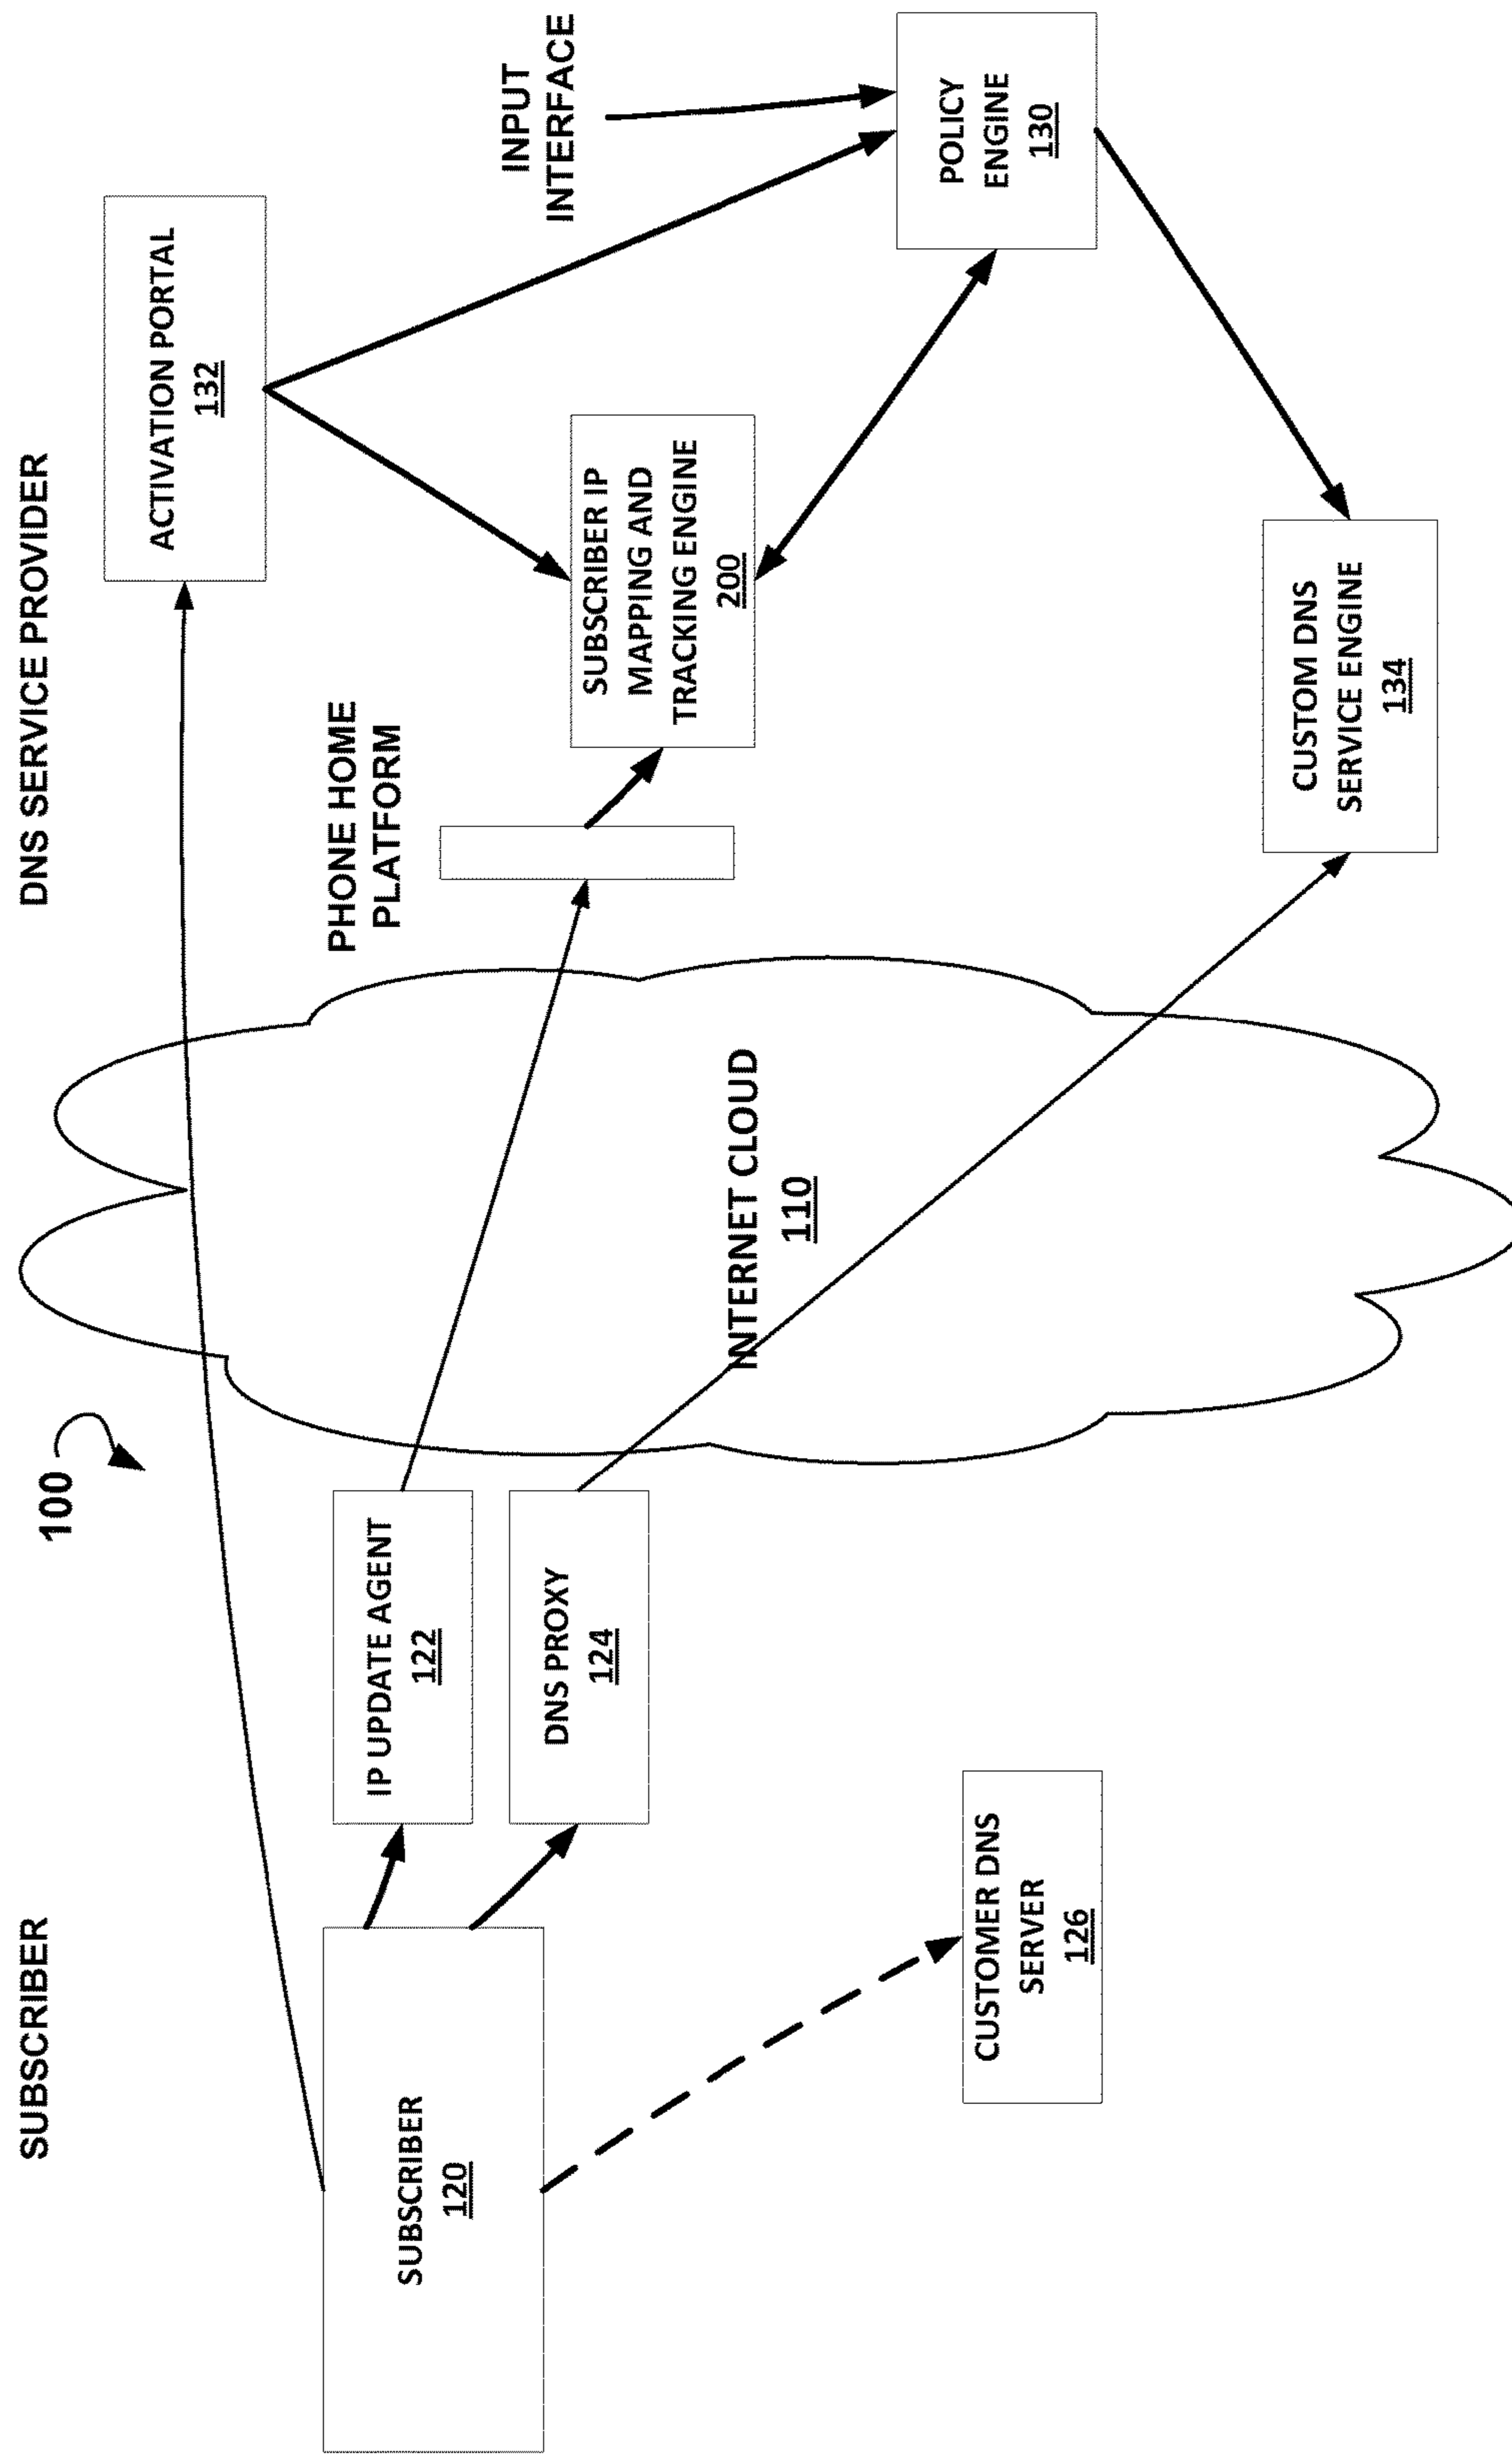 SUBSCRIBER
100
DNS SERVICE PROVIDER
SUBSCRIBER
120
IP UPDATE AGENT
122
DNS PROXY
124
CUSTOMER DNS
SERVER
126
INTERNET CLOUD
110
PHONE HOME
PLATFORM
ACTIVATION PORTAL
132
SUBSCRIBER IP
MAPPING AND
TRACKING ENGINE
200
INPUT
INTERFACE
POLICY
ENGINE
130
CUSTOM DNS
SERVICE ENGINE
134